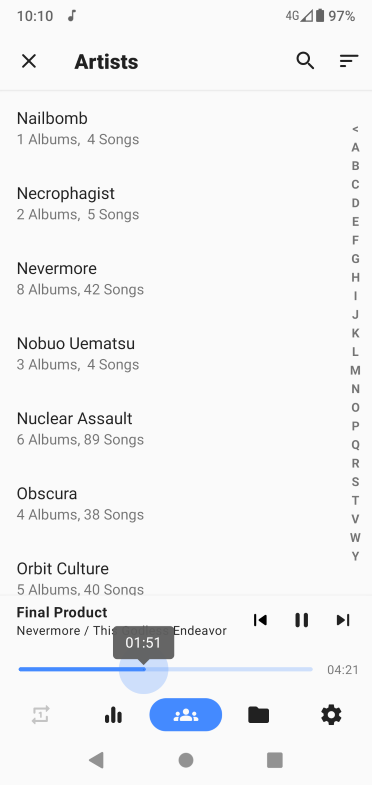 10:10
4G 97%
Artists
Nailbomb
1 Albums,  4 Songs
Necrophagist
2 Albums,  5 Songs
Nevermore
8 Albums, 42 Songs
Nobuo Uematsu
3 Albums,  4 Songs
Nuclear Assault
6 Albums, 89 Songs
Obscura
4 Albums, 38 Songs
Orbit Culture
5 Albums, 40 Songs
<
A
B
C
D
E
F
G
H
I
J
K
L
M
N
O
P
Q
R
S
T
V
W
Y
Final Product
Nevermore / This Endeavor
01:51
04:21
1